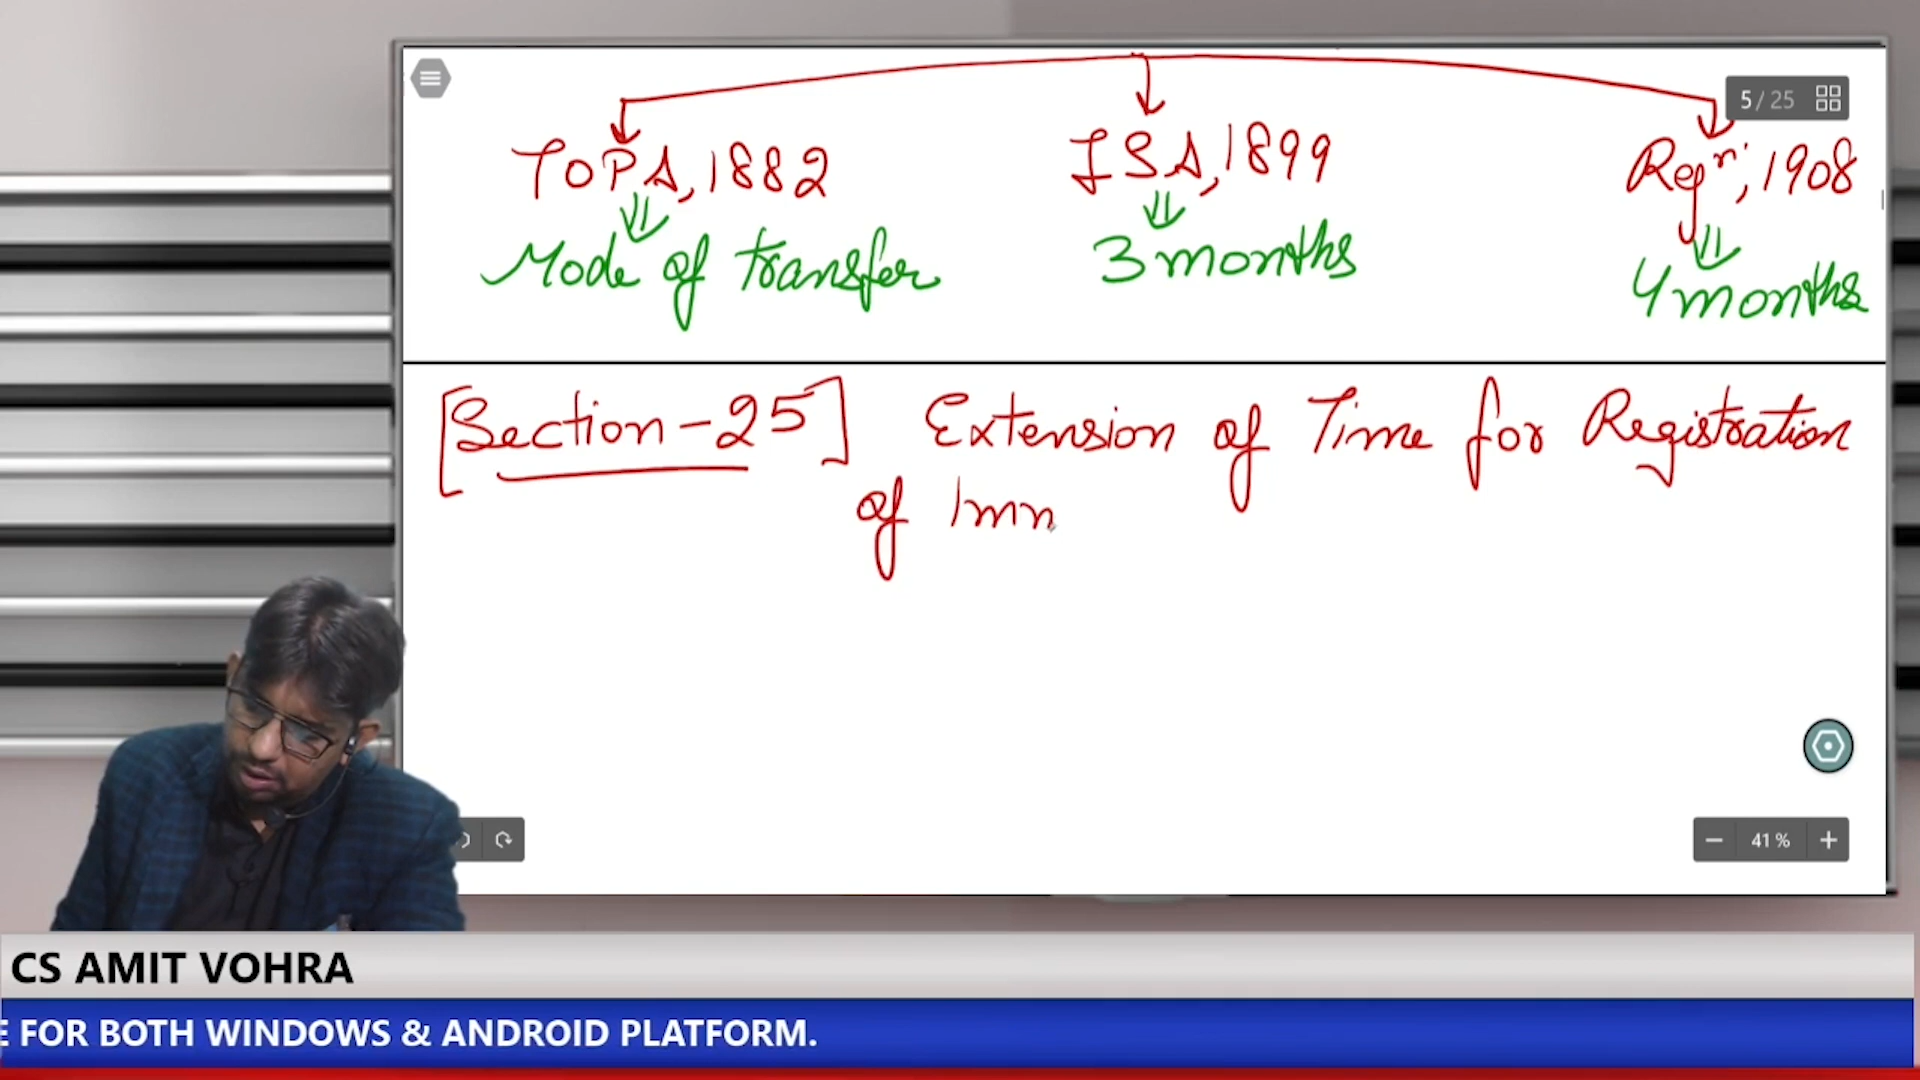 5 / 25
TOPA, 1882
ISA, 1899
Regn, 1908
Mode of transfer
3 months
4 months
[Section-25] Extension of Time for Registration
of Imm
41 %
CS AMIT VOHRA
E FOR BOTH WINDOWS & ANDROID PLATFORM.